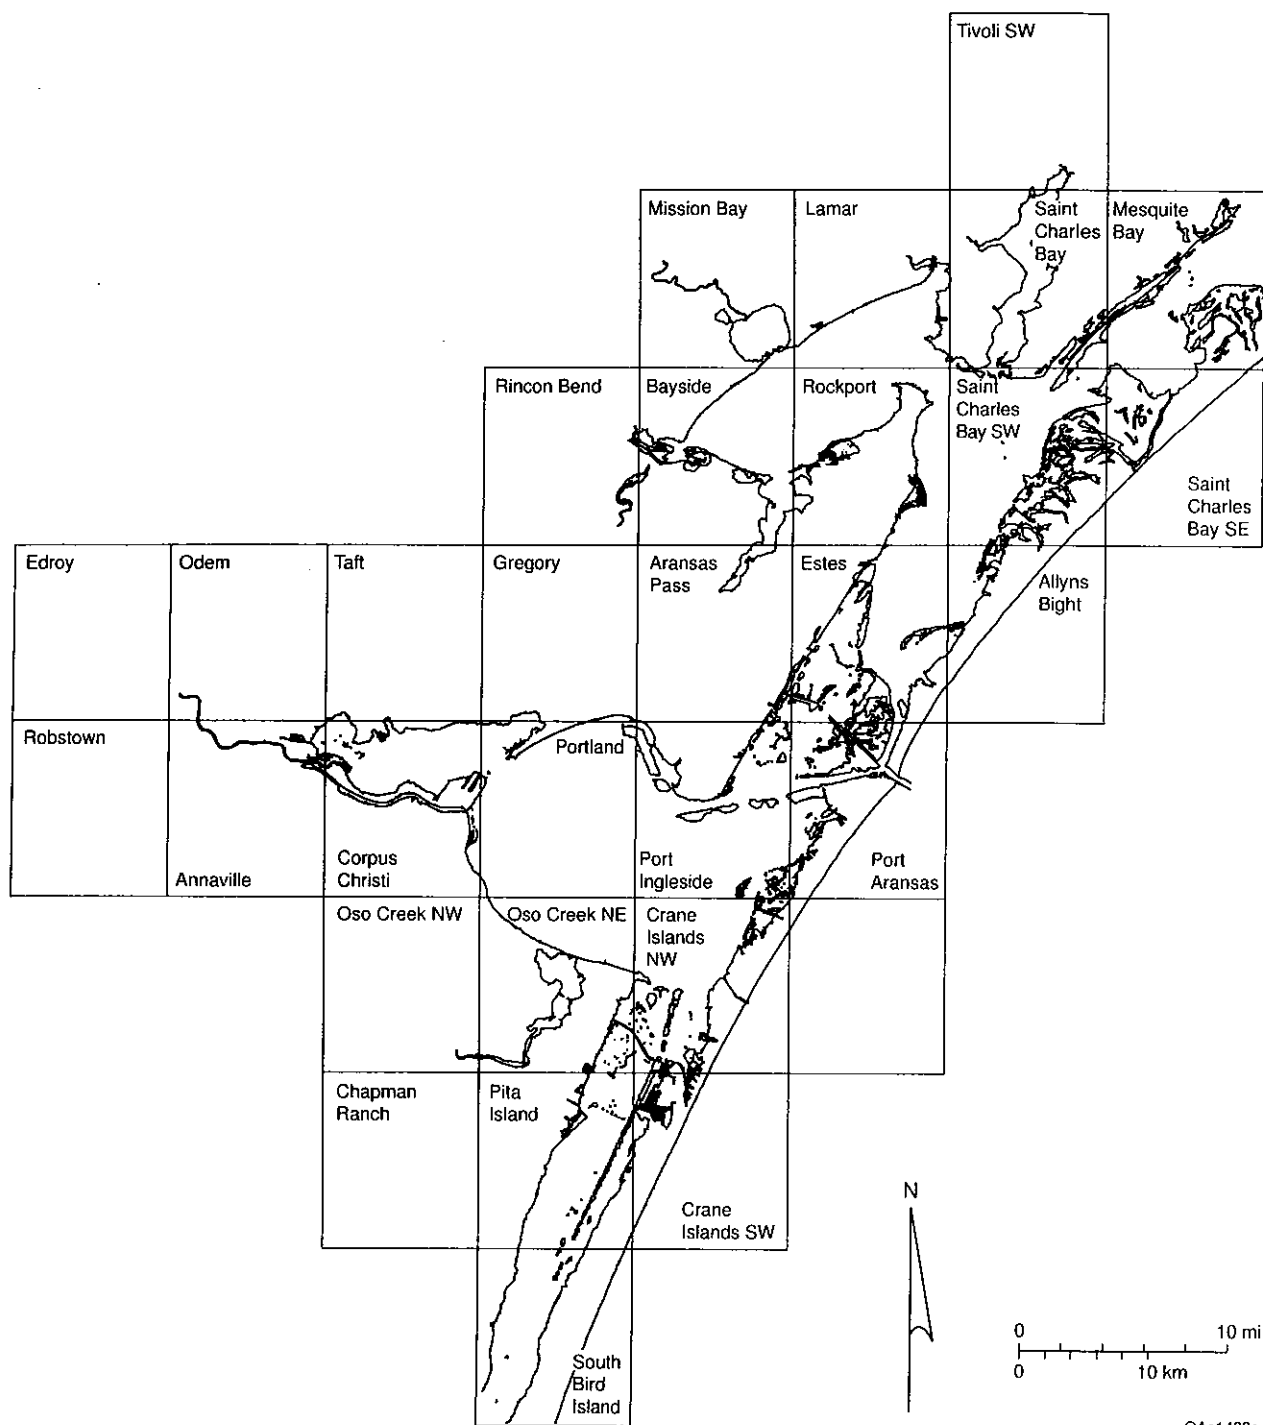 Tivoli SW
Mission Bay
Lamar
Saint
Charles
Bay
Mesquite
Bay
Rincon Bend
Bayside
Rockport
Saint
Charles
Bay SW
Saint
Charles
Bay SE
Edroy
Odem
Taft
Gregory
Aransas
Pass
Estes
Allyns
Bight
Robstown
Annaville
Corpus
Christi
Portland
Port
Ingleside
Port
Aransas
Oso Creek NW
Oso Creek NE
Crane
Islands
NW
Chapman
Ranch
Pita
Island
Crane
Islands SW
South
Bird
Island
N
0 10 mi
0 10 km